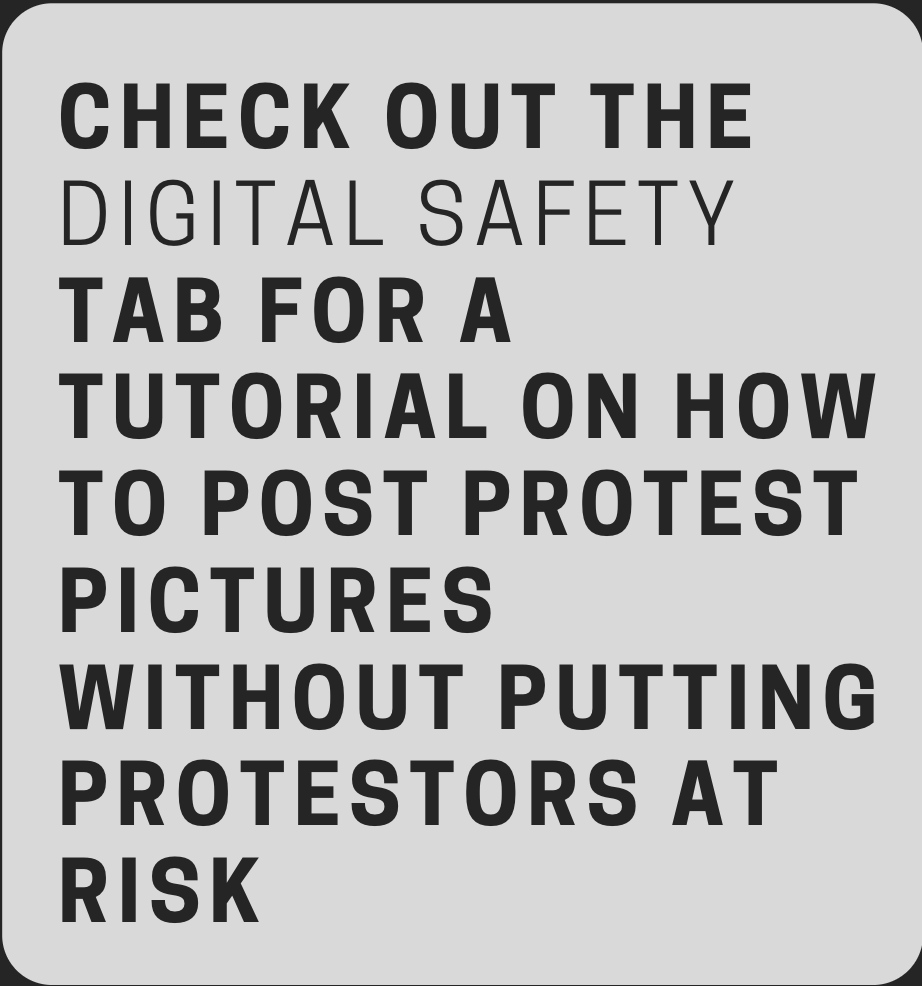 CHECK OUT THE
DIGITAL SAFETY
TAB FOR A
TUTORIAL ON HOW
TO POST PROTEST
PICTURES
WITHOUT PUTTING
PROTESTORS AT
RISK